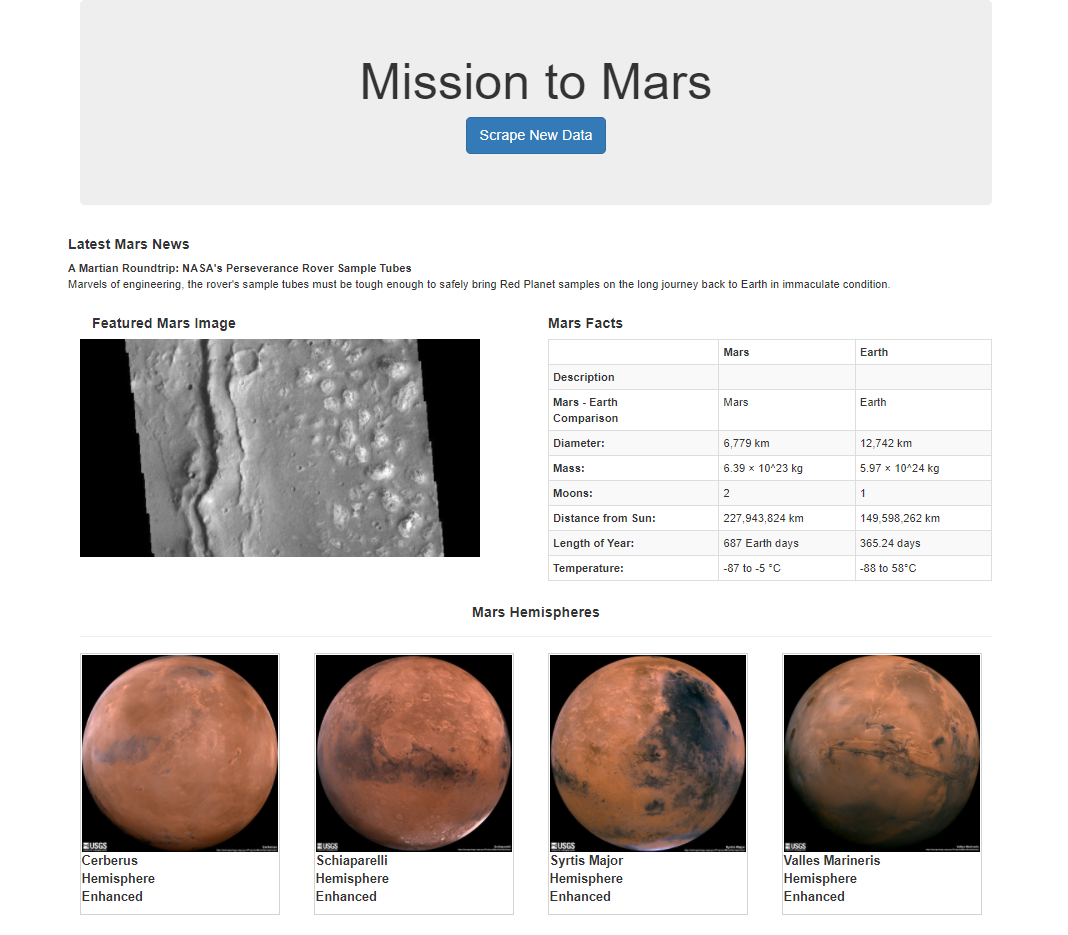 Mission to Mars
Scrape New Data
Latest Mars News
A Martian Roundtrip: NASA's Perseverance Rover Sample Tubes
Marvels of engineering, the rover's sample tubes must be tough enough to safely bring Red Planet samples on the long journey back to Earth in immaculate condition.
Featured Mars Image
Mars Facts
Mars Earth
Description
Mars - Earth
Comparison Mars Earth
Diameter: 6,779 km 12,742 km
Mass: 6.39 × 10^23 kg 5.97 × 10^24 kg
Moons: 2 1
Distance from Sun: 227,943,824 km 149,598,262 km
Length of Year: 687 Earth days 365.24 days
Temperature: -87 to -5 °C -88 to 58°C
Mars Hemispheres
USGS
Cerberus
Hemisphere
Enhanced
USGS
Schiaparelli
Hemisphere
Enhanced
USGS
Syrtis Major
Hemisphere
Enhanced
USGS
Valles Marineris
Hemisphere
Enhanced